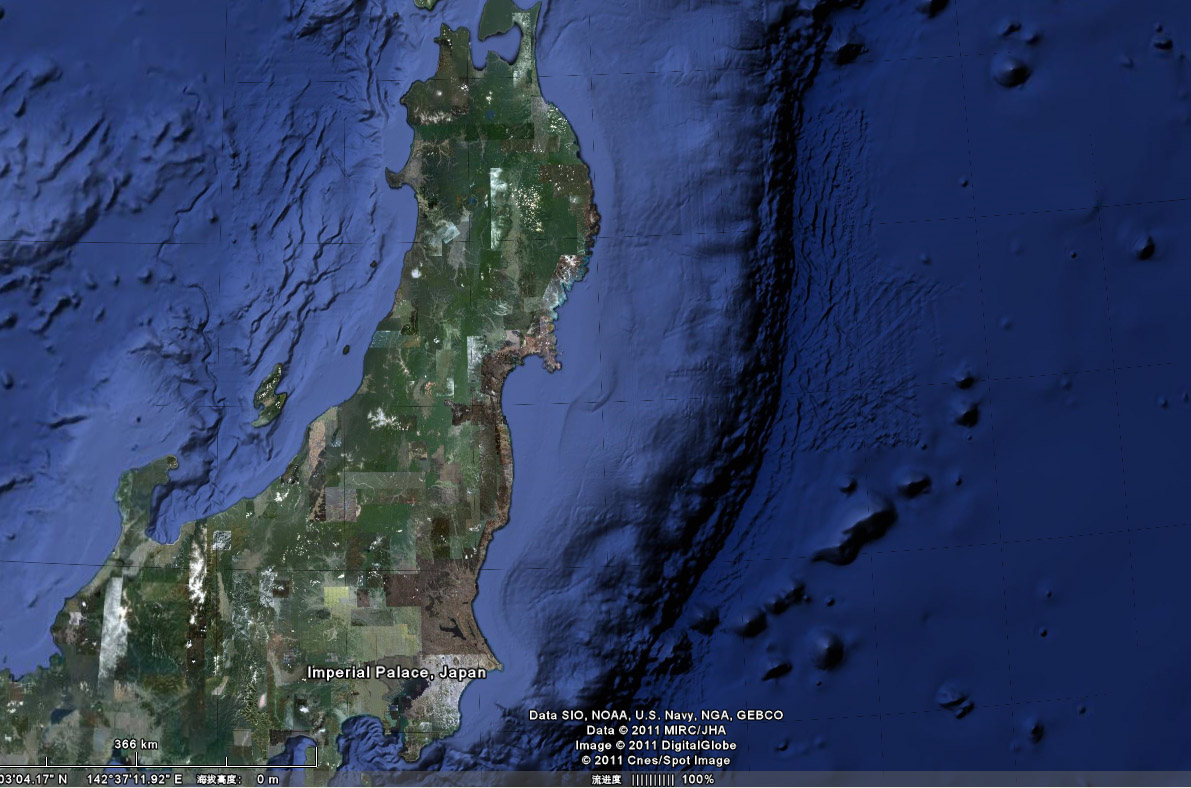 Imperial Palace, Japan
Data SIO, NOAA, U.S. Navy, NGA, GEBCO
Data © 2011 MIRC/JHA
Image © 2011 DigitalGlobe
© 2011 Cnes/Spot Image
366 km
03'04.17" N 142°37'11.92" E 海拔高度: 0 m 流进度 |||||||||| 100%